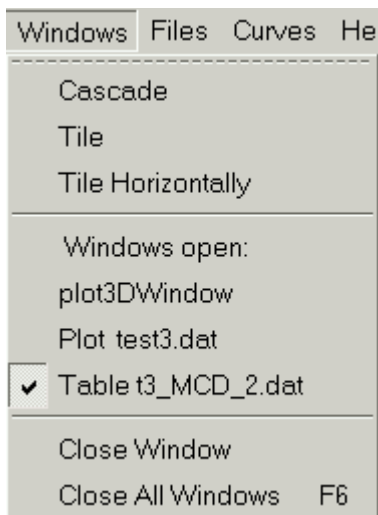 Windows Files Curves He
Cascade
Tile
Tile Horizontally
Windows open:
plot3DWindow
Plot test3.dat
Table t3_MCD_2.dat
Close Window
Close All Windows F6